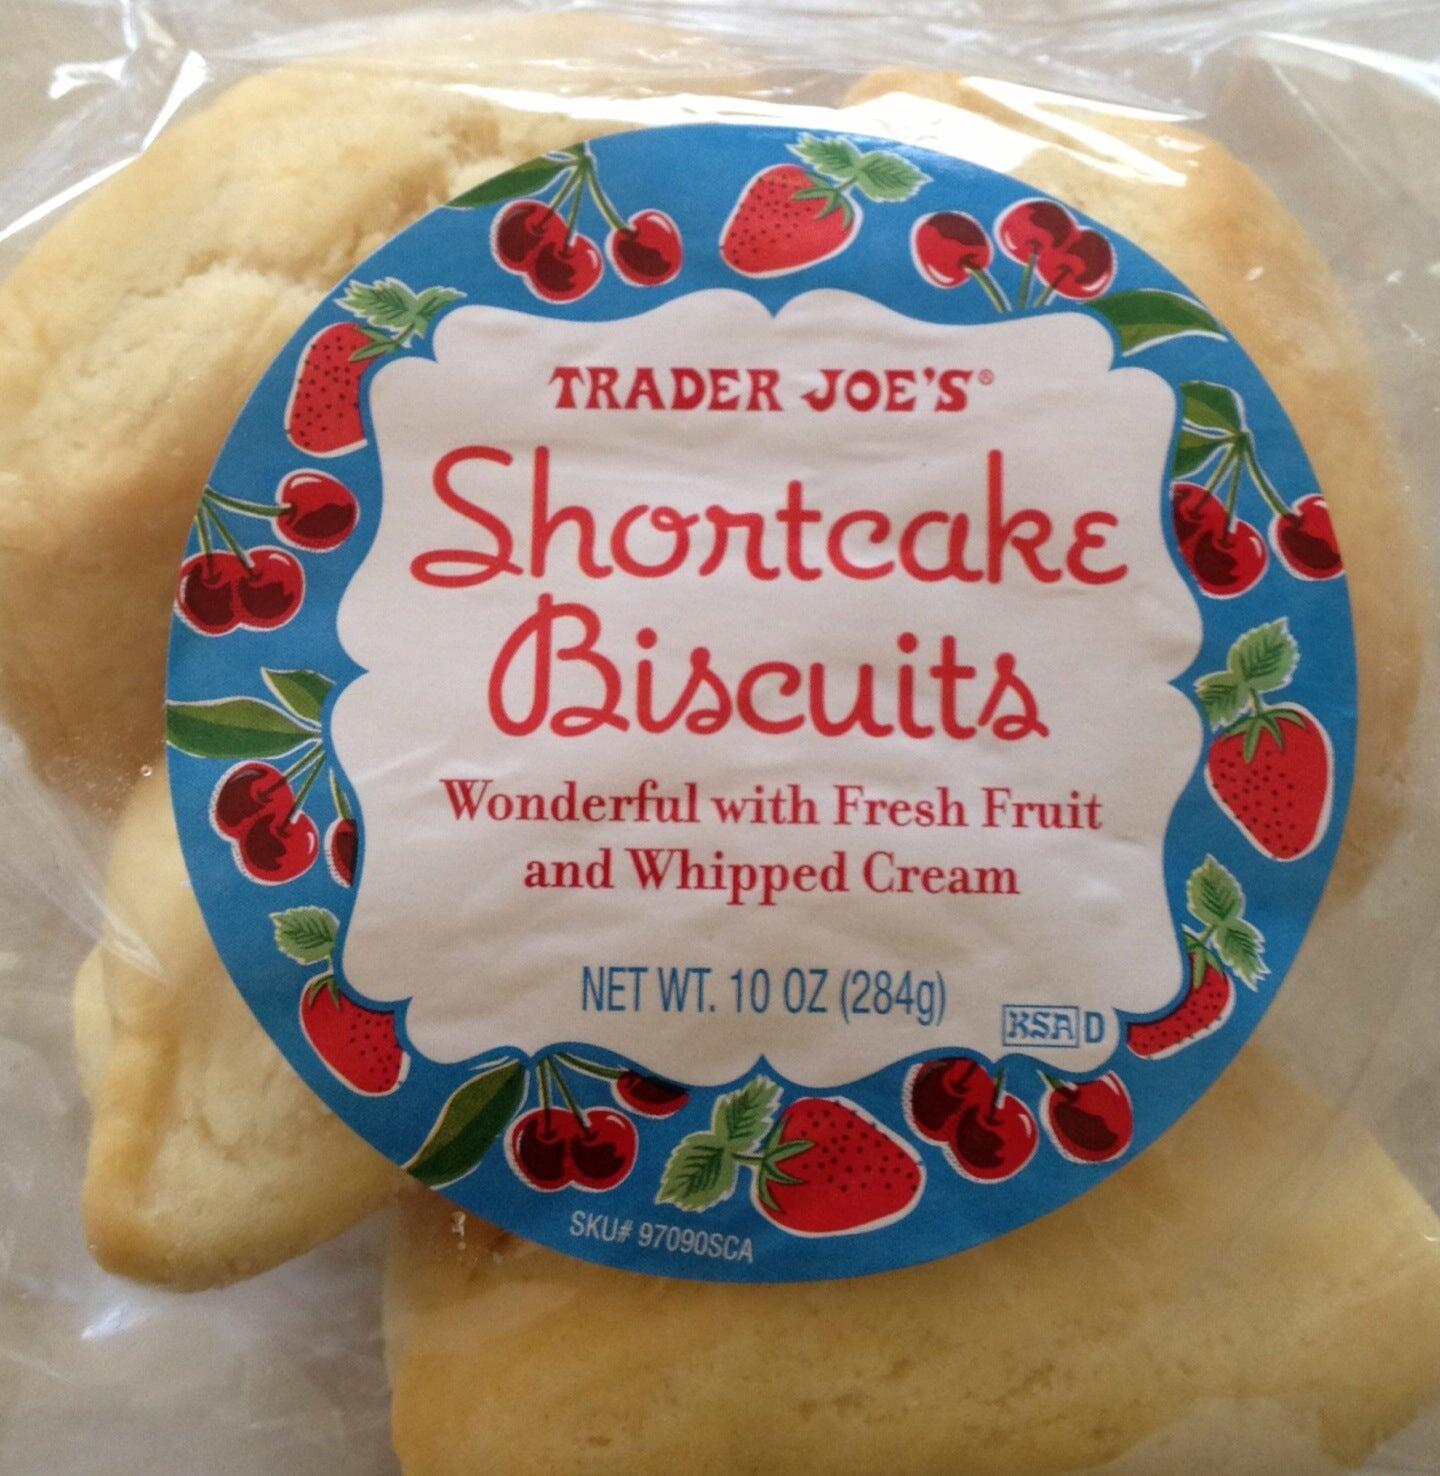 TRADER JOE'S®
Shortcake
Biscuits
Wonderful with Fresh Fruit
and Whipped Cream
NET WT. 10 OZ (284g)
KSA D
SKU# 97090SCA